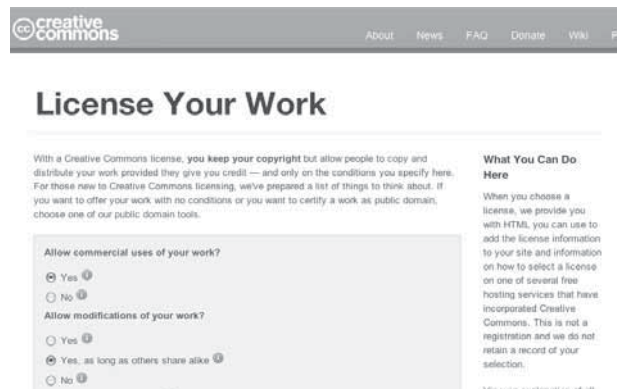 cc creative commons
About News FAQ Donate Wiki
License Your Work
With a Creative Commons license, you keep your copyright but allow people to copy and
distribute your work provided they give you credit — and only on the conditions you specify here.
For those new to Creative Commons licensing, we've prepared a list of things to think about. If
you want to offer your work with no conditions or you want to certify a work as public domain,
choose one of our public domain tools.
Allow commercial uses of your work?
Yes i
No i
Allow modifications of your work?
Yes i
Yes, as long as others share alike i
No i
What You Can Do
Here
When you choose a
license, we provide you
with HTML you can use to
add the license information
to your site and information
on how to select a license
on one of several free
hosting services that have
incorporated Creative
Commons. This is not a
registration and we do not
retain a record of your
selection.